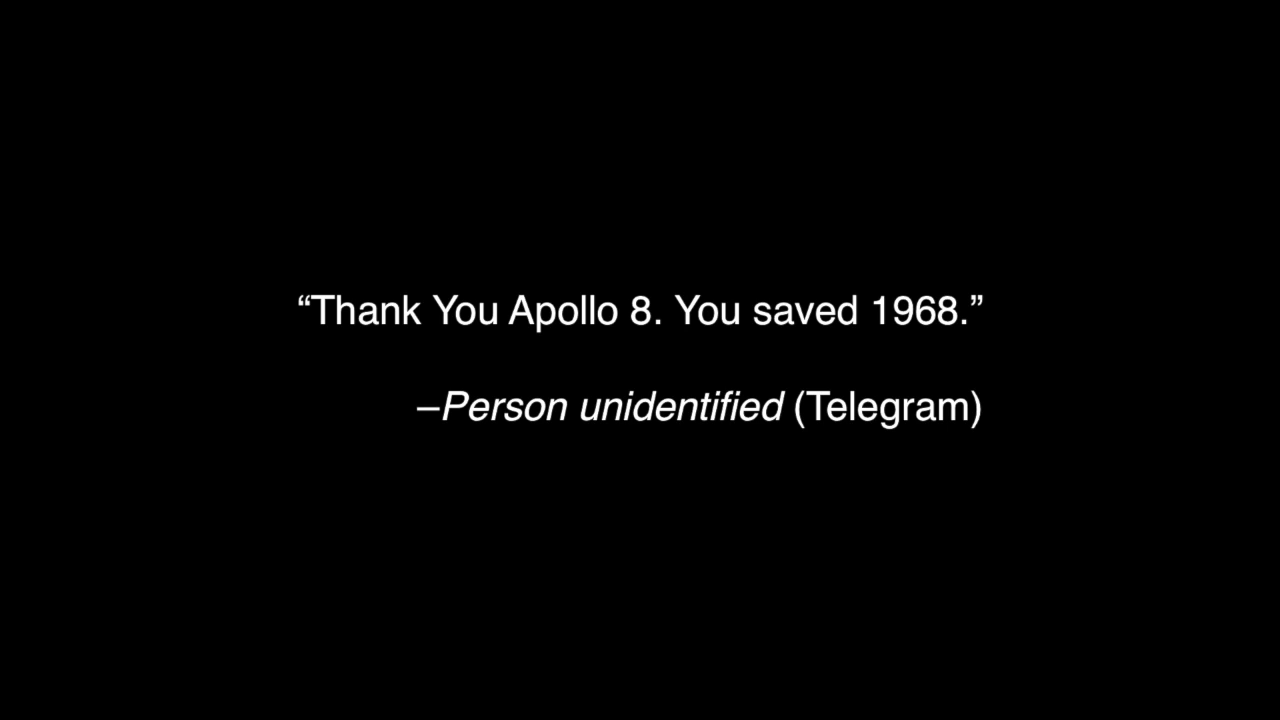 “Thank You Apollo 8. You saved 1968.”
–Person unidentified (Telegram)